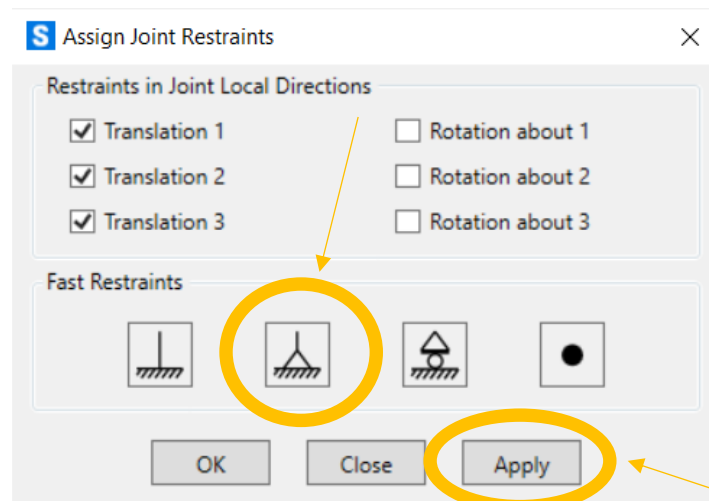 S Assign Joint Restraints
Restraints in Joint Local Directions
Translation 1 Rotation about 1
Translation 2 Rotation about 2
Translation 3 Rotation about 3
Fast Restraints
OK Close Apply